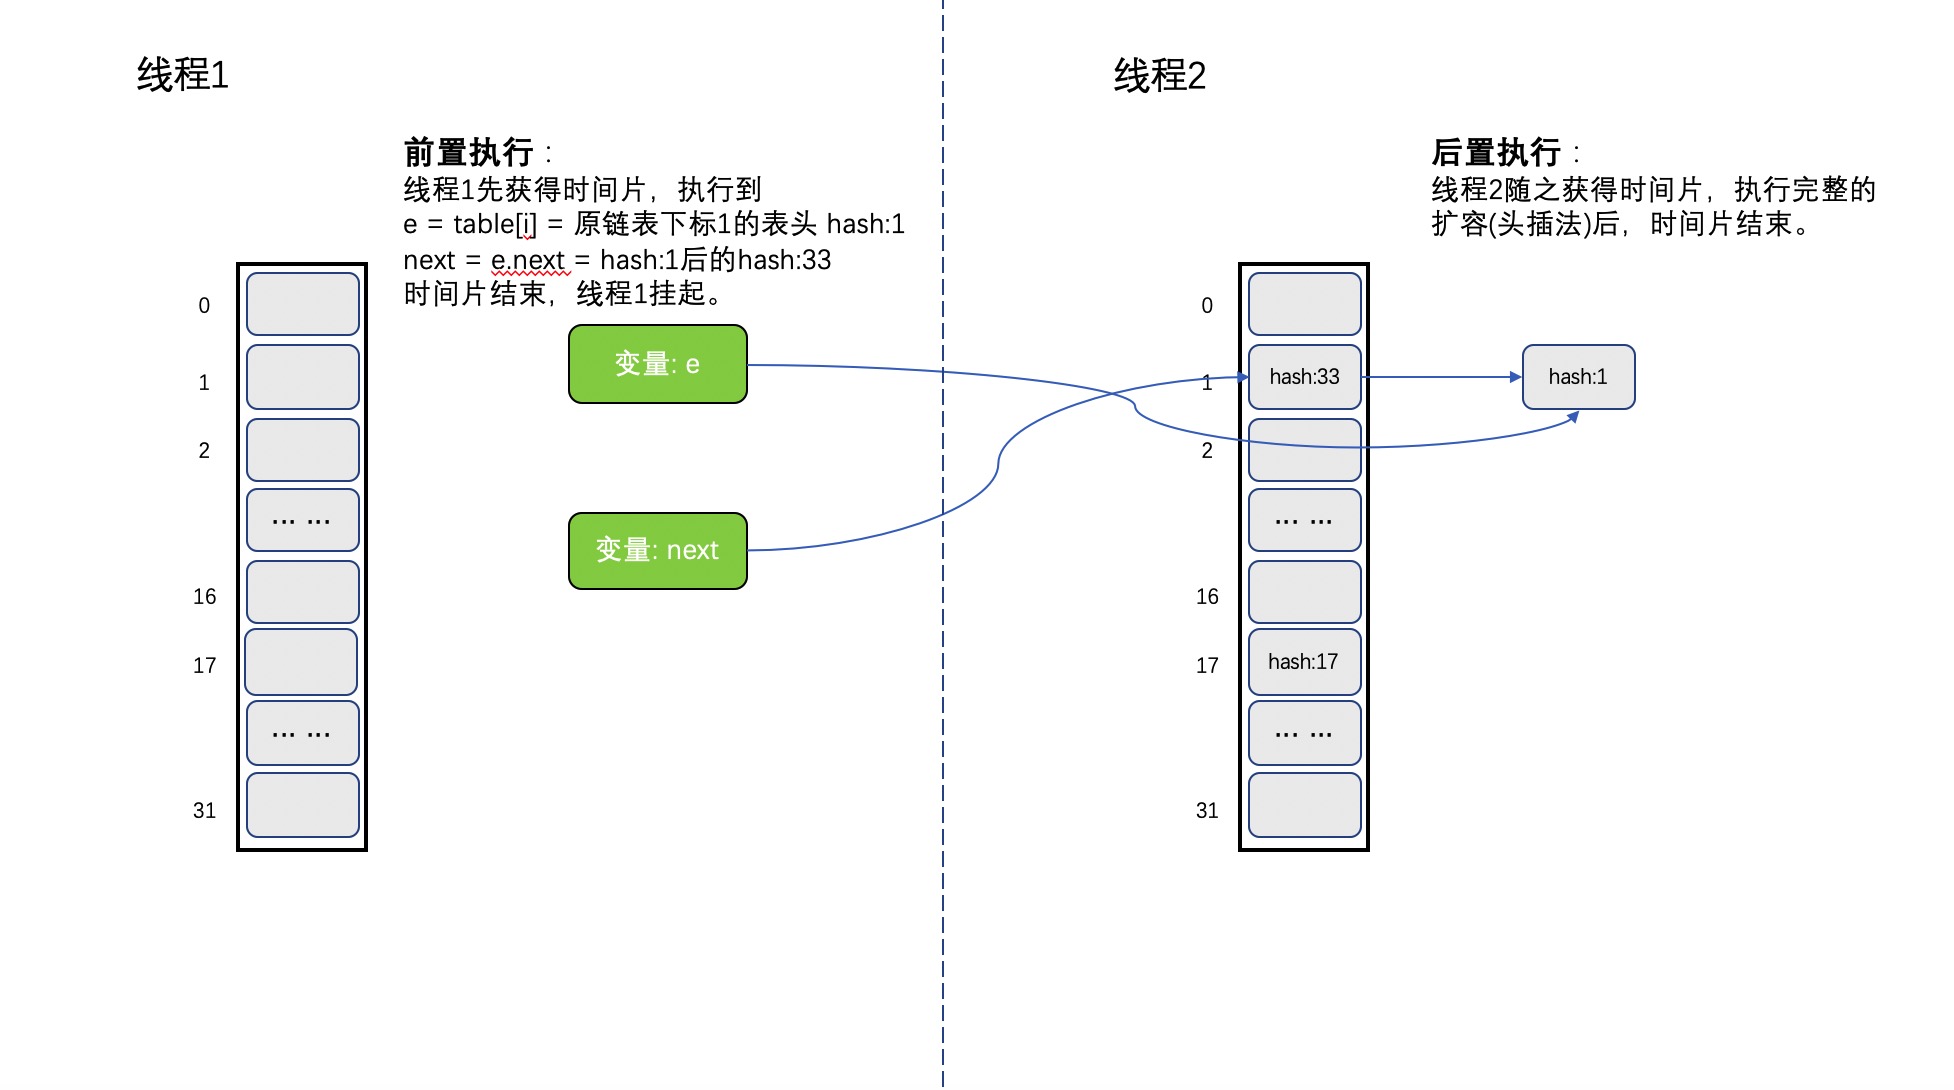 线程1
前置执行：
线程1先获得时间片，执行到
e = table[i] = 原链表下标1的表头 hash:1
next = e.next = hash:1后的hash:33
时间片结束，线程1挂起。
0
1
2
... ...
16
17
... ...
31
变量: e
变量: next
线程2
后置执行：
线程2随之获得时间片，执行完整的
扩容(头插法)后，时间片结束。
0
1
hash:33
hash:1
2
... ...
16
17
hash:17
... ...
31